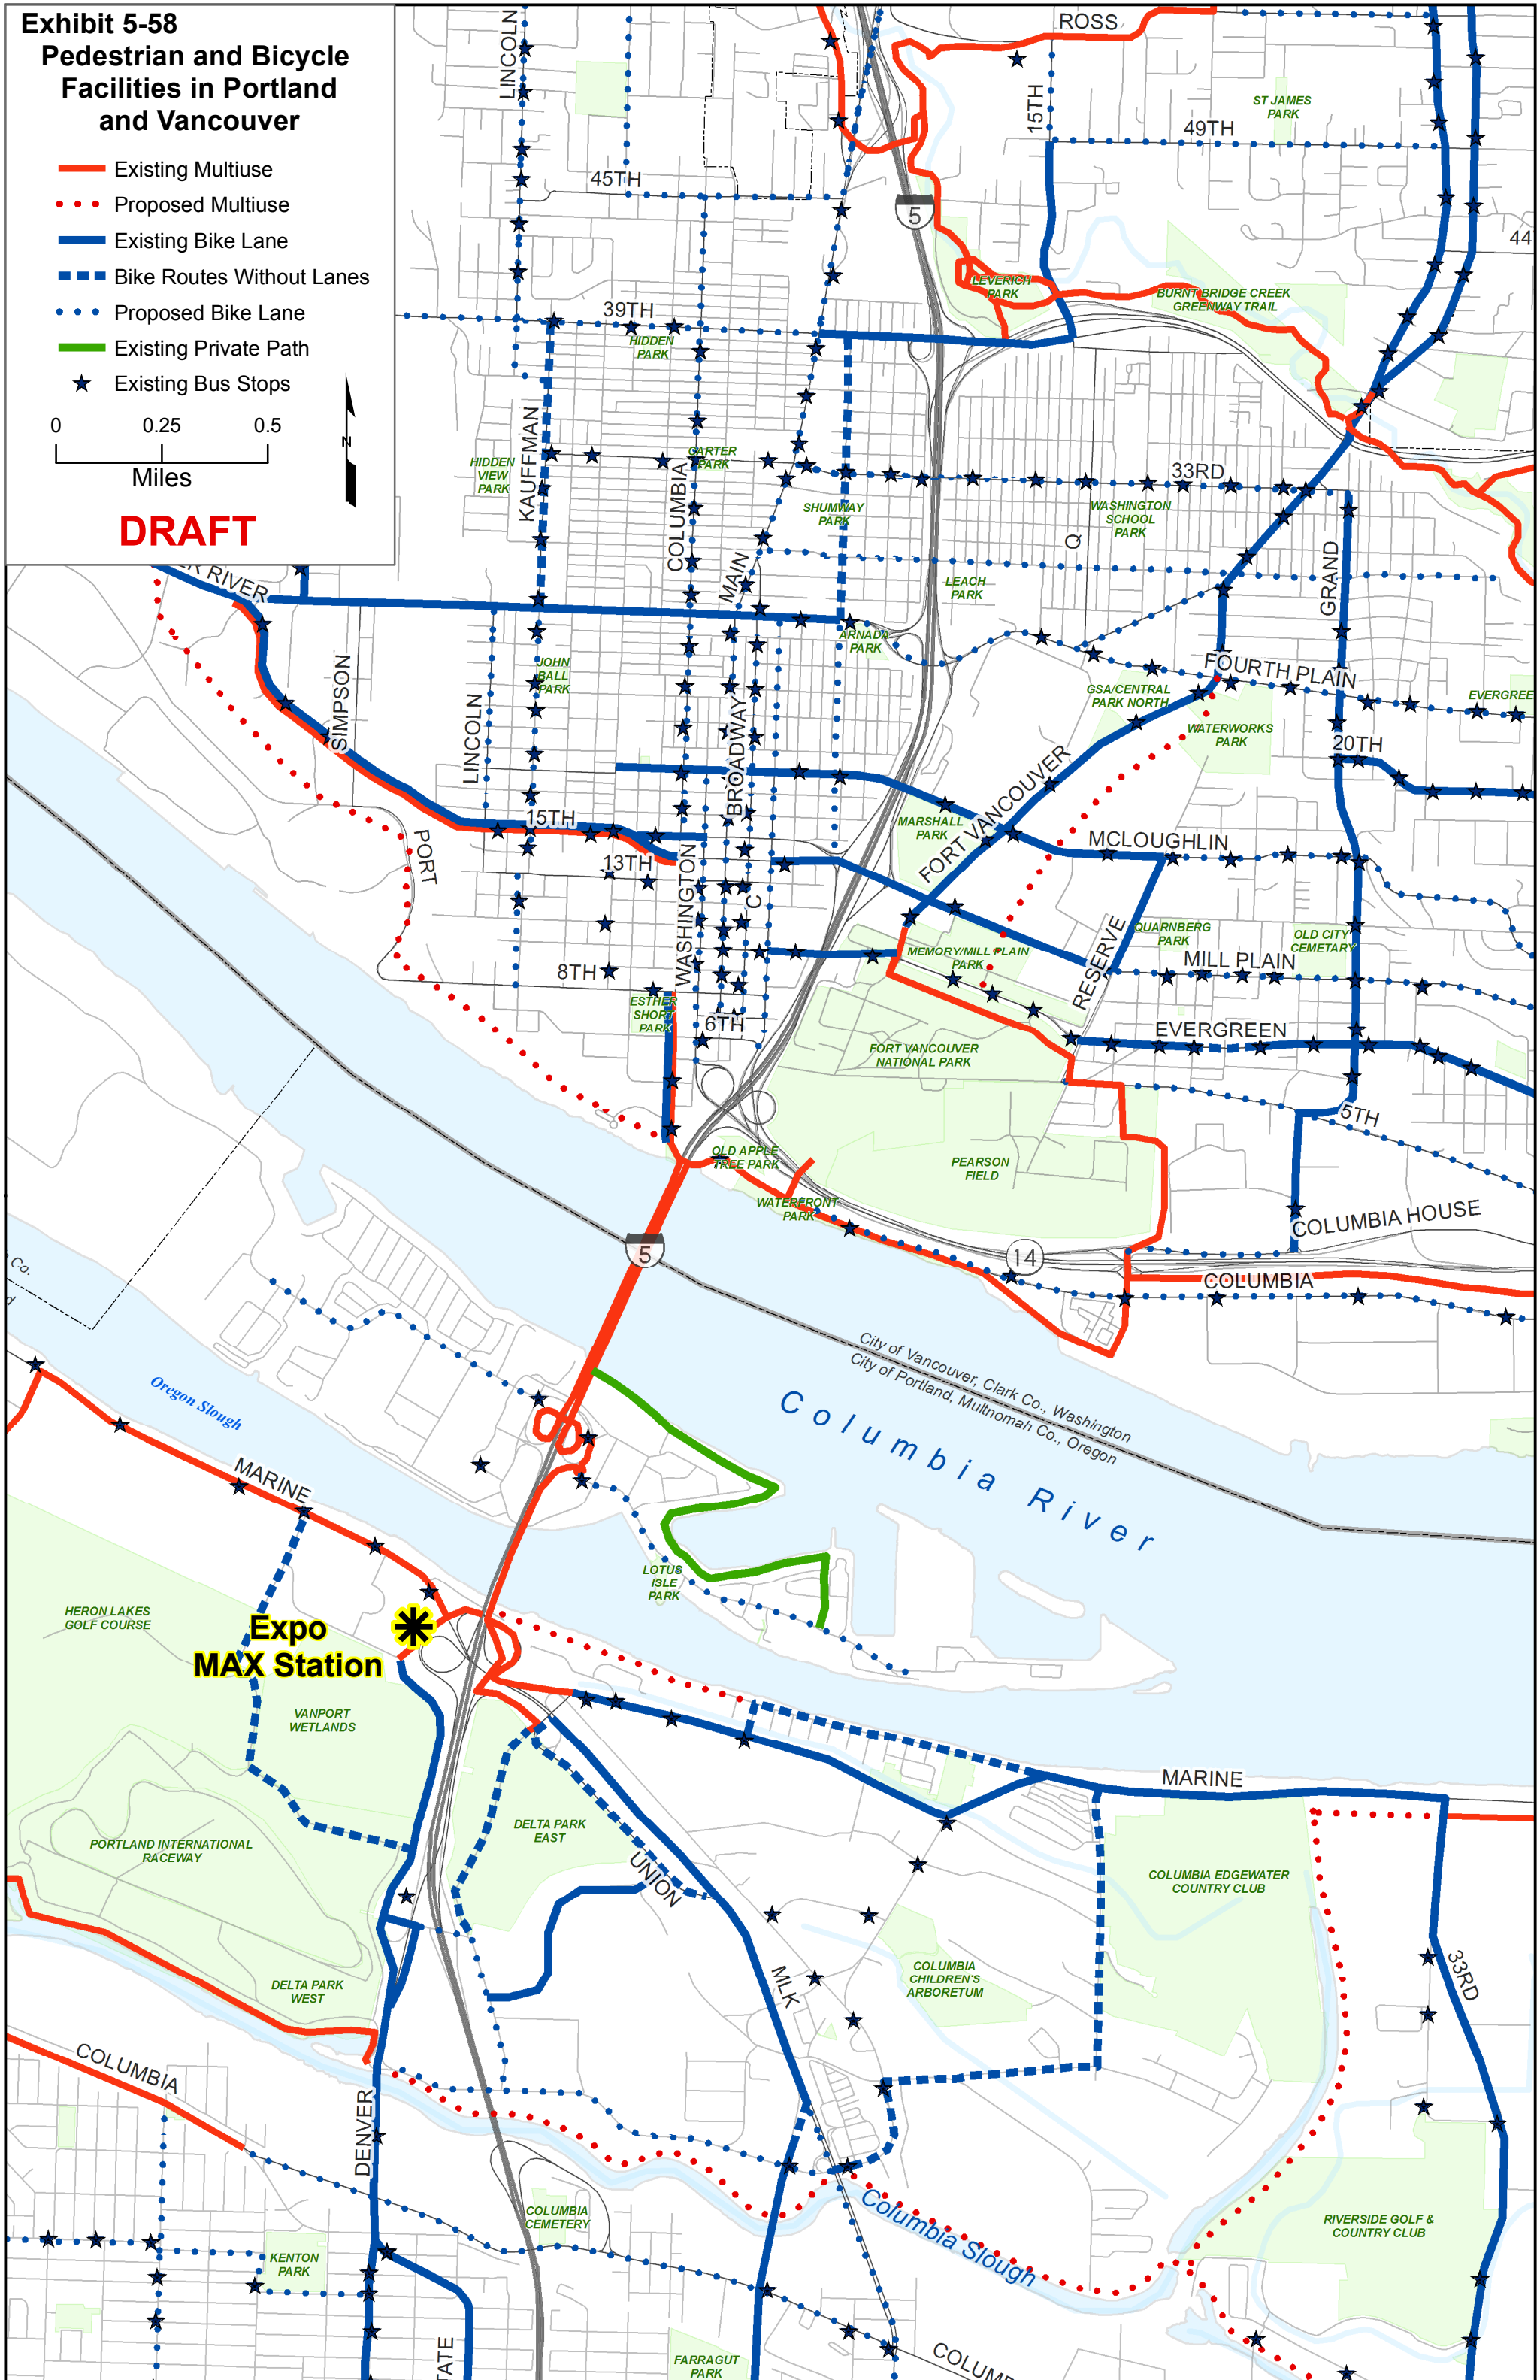 Exhibit 5-58
Pedestrian and Bicycle
Facilities in Portland
and Vancouver
Existing Multiuse
Proposed Multiuse
Existing Bike Lane
Bike Routes Without Lanes
Proposed Bike Lane
Existing Private Path
Existing Bus Stops
0 0.25 0.5
Miles
N
DRAFT
LINCOLN
ROSS
15TH
ST JAMES
PARK
49TH
45TH
5
44
LEVERICH
PARK
BURNT BRIDGE CREEK
GREENWAY TRAIL
39TH
HIDDEN
PARK
KAUFFMAN
HIDDEN
VIEW
PARK
CARTER
PARK
COLUMBIA
33RD
SHUMWAY
PARK
WASHINGTON
SCHOOL
PARK
Q
GRAND
MAIN
LEACH
PARK
ER RIVER
ARNADA
PARK
JOHN
BALL
PARK
SIMPSON
LINCOLN
FOURTH PLAIN
GSA/CENTRAL
PARK NORTH
EVERGREE
WATERWORKS
PARK
20TH
BROADWAY
FORT VANCOUVER
MARSHALL
PARK
15TH
MCLOUGHLIN
PORT
13TH
WASHINGTON
C
RESERVE
QUARNBERG
PARK
OLD CITY
CEMETARY
MEMORY/MILL PLAIN
PARK
MILL PLAIN
8TH
ESTHER
SHORT
PARK
6TH
EVERGREEN
FORT VANCOUVER
NATIONAL PARK
5TH
OLD APPLE
TREE PARK
PEARSON
FIELD
WATERFRONT
PARK
COLUMBIA HOUSE
5
14
COLUMBIA
Co.
City of Vancouver, Clark Co., Washington
City of Portland, Multnomah Co., Oregon
Oregon Slough
Columbia River
MARINE
LOTUS
ISLE
PARK
HERON LAKES
GOLF COURSE
Expo
MAX Station
VANPORT
WETLANDS
MARINE
DELTA PARK
EAST
PORTLAND INTERNATIONAL
RACEWAY
UNION
COLUMBIA EDGEWATER
COUNTRY CLUB
DELTA PARK
WEST
MLK
COLUMBIA
CHILDREN'S
ARBORETUM
33RD
COLUMBIA
DENVER
COLUMBIA
CEMETERY
Columbia Slough
RIVERSIDE GOLF &
COUNTRY CLUB
KENTON
PARK
TATE
FARRAGUT
PARK
COLUM